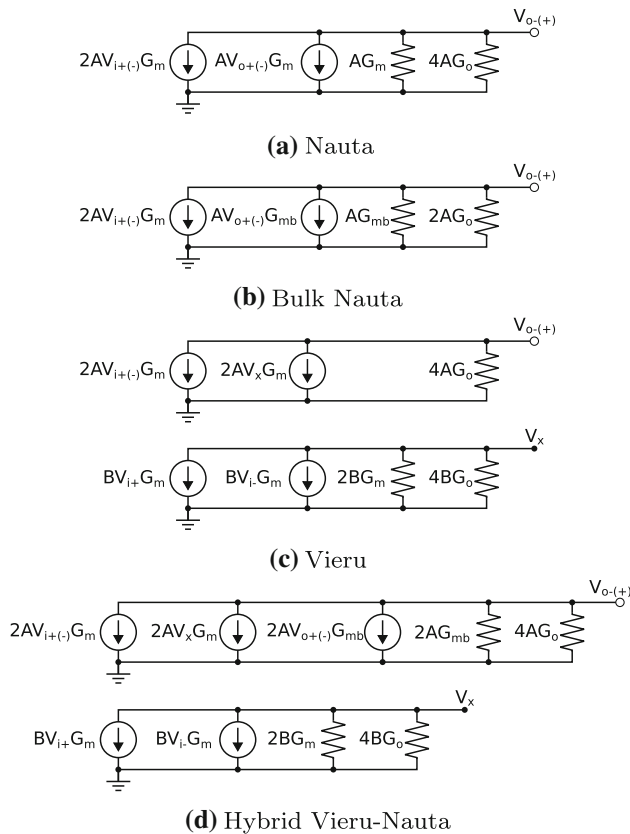 V₀₋₍₊₎
2AVᵢ₊₍₋₎Gₘ AVₒ₊₍₋₎Gₘ AGₘ 4AGₒ
(a) Nauta
Vₒ₋₍₊₎
2AVᵢ₊₍₋₎Gₘ AVₒ₊₍₋₎Gmb AGmb 2AGₒ
(b) Bulk Nauta
Vₒ₋₍₊₎
2AVᵢ₊₍₋₎Gₘ 2AVₓGₘ 4AGₒ
Vₓ
BVᵢ₊Gₘ BVᵢ₋Gₘ 2BGₘ 4BGₒ
(c) Vieru
Vₒ₋₍₊₎
2AVᵢ₊₍₋₎Gₘ 2AVₓGₘ 2AVₒ₊₍₋₎Gmb 2AGmb 4AGₒ
Vₓ
BVᵢ₊Gₘ BVᵢ₋Gₘ 2BGₘ 4BGₒ
(d) Hybrid Vieru-Nauta